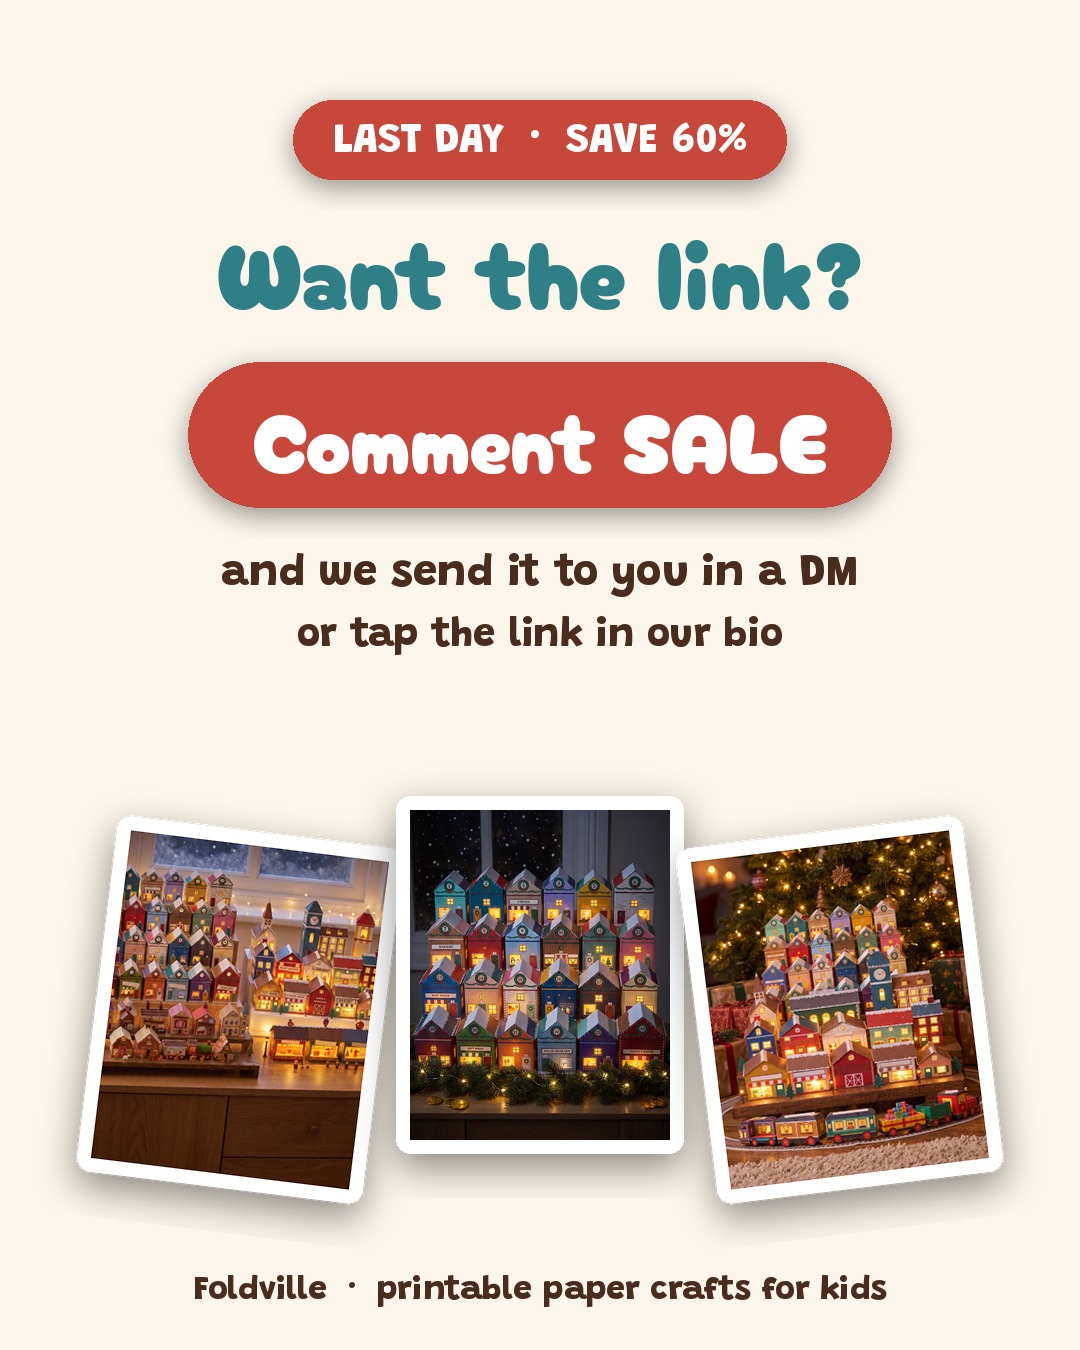 LAST DAY · SAVE 60%
Want the link?
Comment SALE
and we send it to you in a DM
or tap the link in our bio
Foldville · printable paper crafts for kids